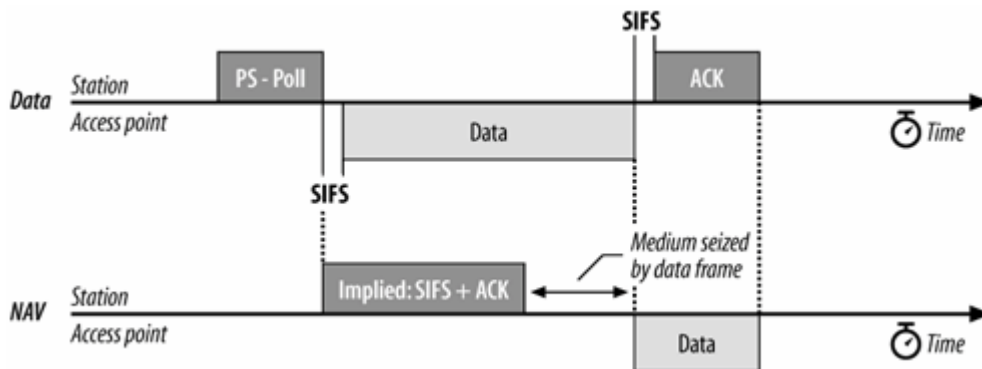 SIFS
Station
PS - Poll
ACK
Data
Access point
Data
Time
SIFS
Medium seized
by data frame
Station
Implied: SIFS + ACK
NAV
Access point
Data
Time